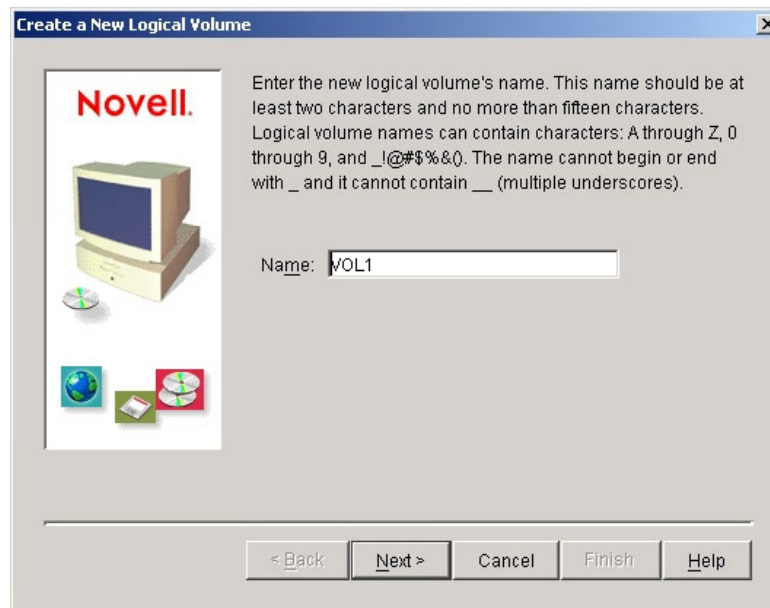 Create a New Logical Volume
Novell.
Enter the new logical volume's name. This name should be at
least two characters and no more than fifteen characters.
Logical volume names can contain characters: A through Z, 0
through 9, and _!@#$%&(). The name cannot begin or end
with _ and it cannot contain __ (multiple underscores).
Name: VOL1
< Back Next > Cancel Finish Help